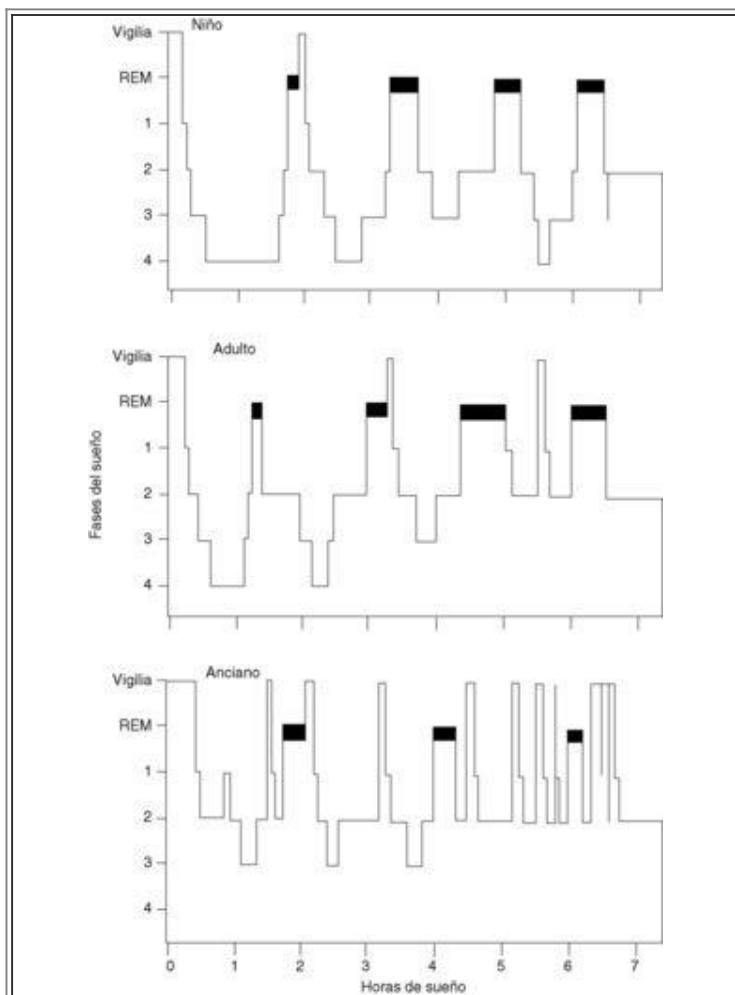 Niño
Vigilia
REM
1
2
3
4
Adulto
Vigilia
REM
1
2
3
4
Fases del sueño
Anciano
Vigilia
REM
1
2
3
4
0 1 2 3 4 5 6 7
Horas de sueño